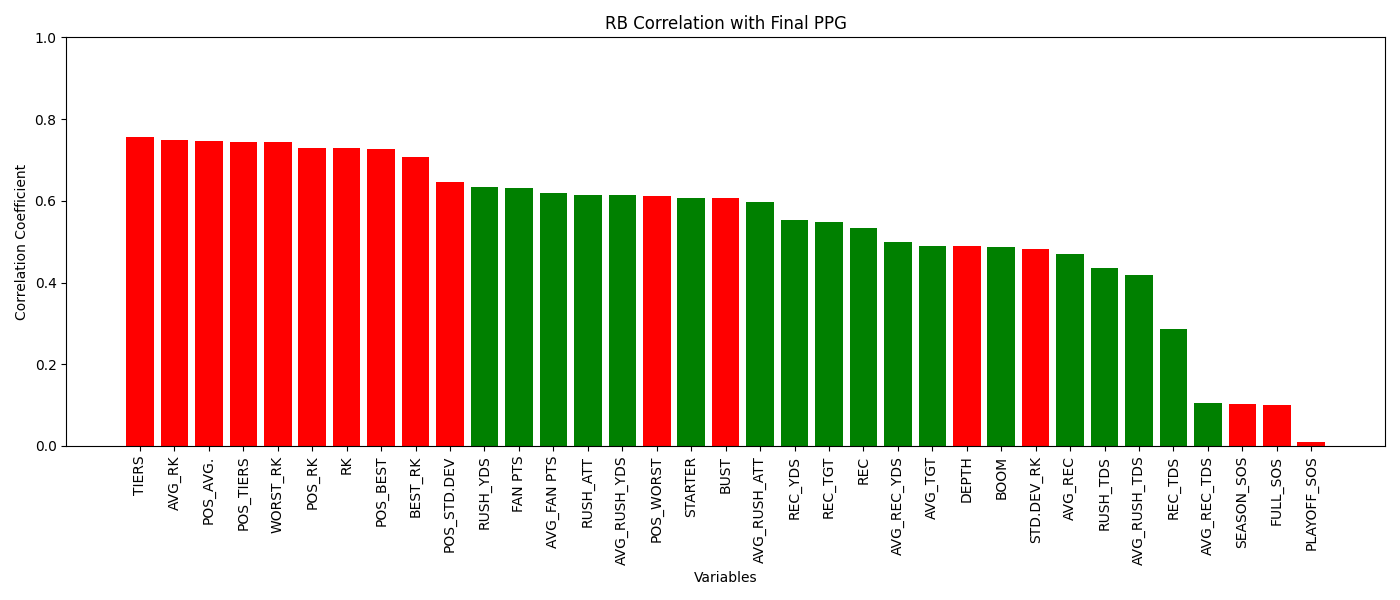 RB Correlation with Final PPG
Correlation Coefficient
1.0
0.8
0.6
0.4
0.2
0.0
TIERS
AVG_RK
POS_AVG.
POS_TIERS
WORST_RK
POS_RK
RK
POS_BEST
BEST_RK
POS_STD.DEV
RUSH_YDS
FAN PTS
AVG_FAN PTS
RUSH_ATT
AVG_RUSH_YDS
POS_WORST
STARTER
BUST
AVG_RUSH_ATT
REC_YDS
REC_TGT
REC
AVG_REC_YDS
AVG_TGT
DEPTH
BOOM
STD.DEV_RK
AVG_REC
RUSH_TDS
AVG_RUSH_TDS
REC_TDS
AVG_REC_TDS
SEASON_SOS
FULL_SOS
PLAYOFF_SOS
Variables